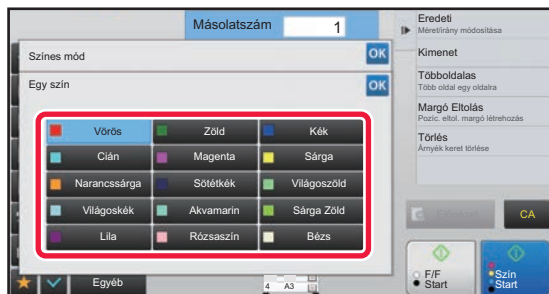 Másolatszám 1
Színes mód OK
Egy szín OK
Vörös Zöld Kék
Cián Magenta Sárga
Narancssárga Sötétkék Világoszöld
Világoskék Akvamarin Sárga Zöld
Lila Rózsaszín Bézs
Egyéb
4 A3
Eredeti
Méret/irány módosítása
Kimenet
Többoldalas
Több oldal egy oldalra
Margó Eltolás
Pozíc. eltol. margó létrehozás
Törlés
Árnyék keret törlése
CA
F/F
Start
Szín
Start